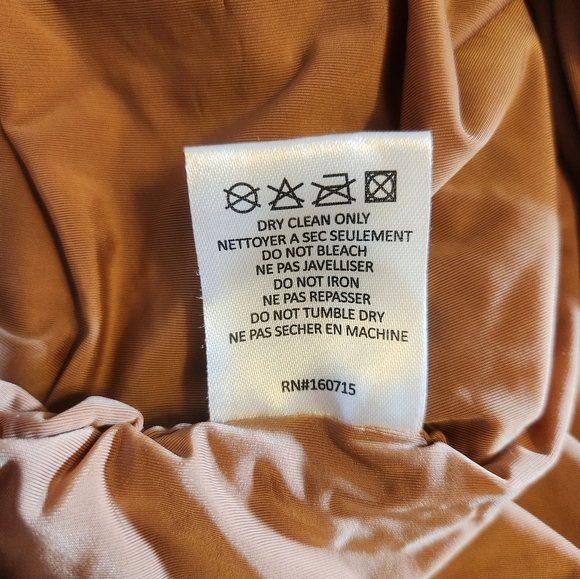 DRY CLEAN ONLY
NETTOYER A SEC SEULEMENT
DO NOT BLEACH
NE PAS JAVELLISER
DO NOT IRON
NE PAS REPASSER
DO NOT TUMBLE DRY
NE PAS SECHER EN MACHINE
RN#160715